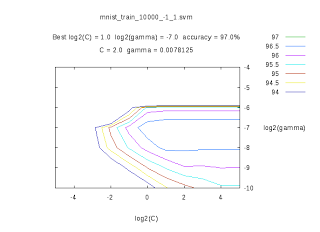 mnist_train_10000_-1_1.svm
Best log2(C) = 1.0 log2(gamma) = -7.0 accuracy = 97.0%
C = 2.0 gamma = 0.0078125
97
96.5
96
95.5
95
94.5
94
-4
-5
-6
-7
-8
-9
-10
log2(gamma)
-4 -2 0 2 4
log2(C)